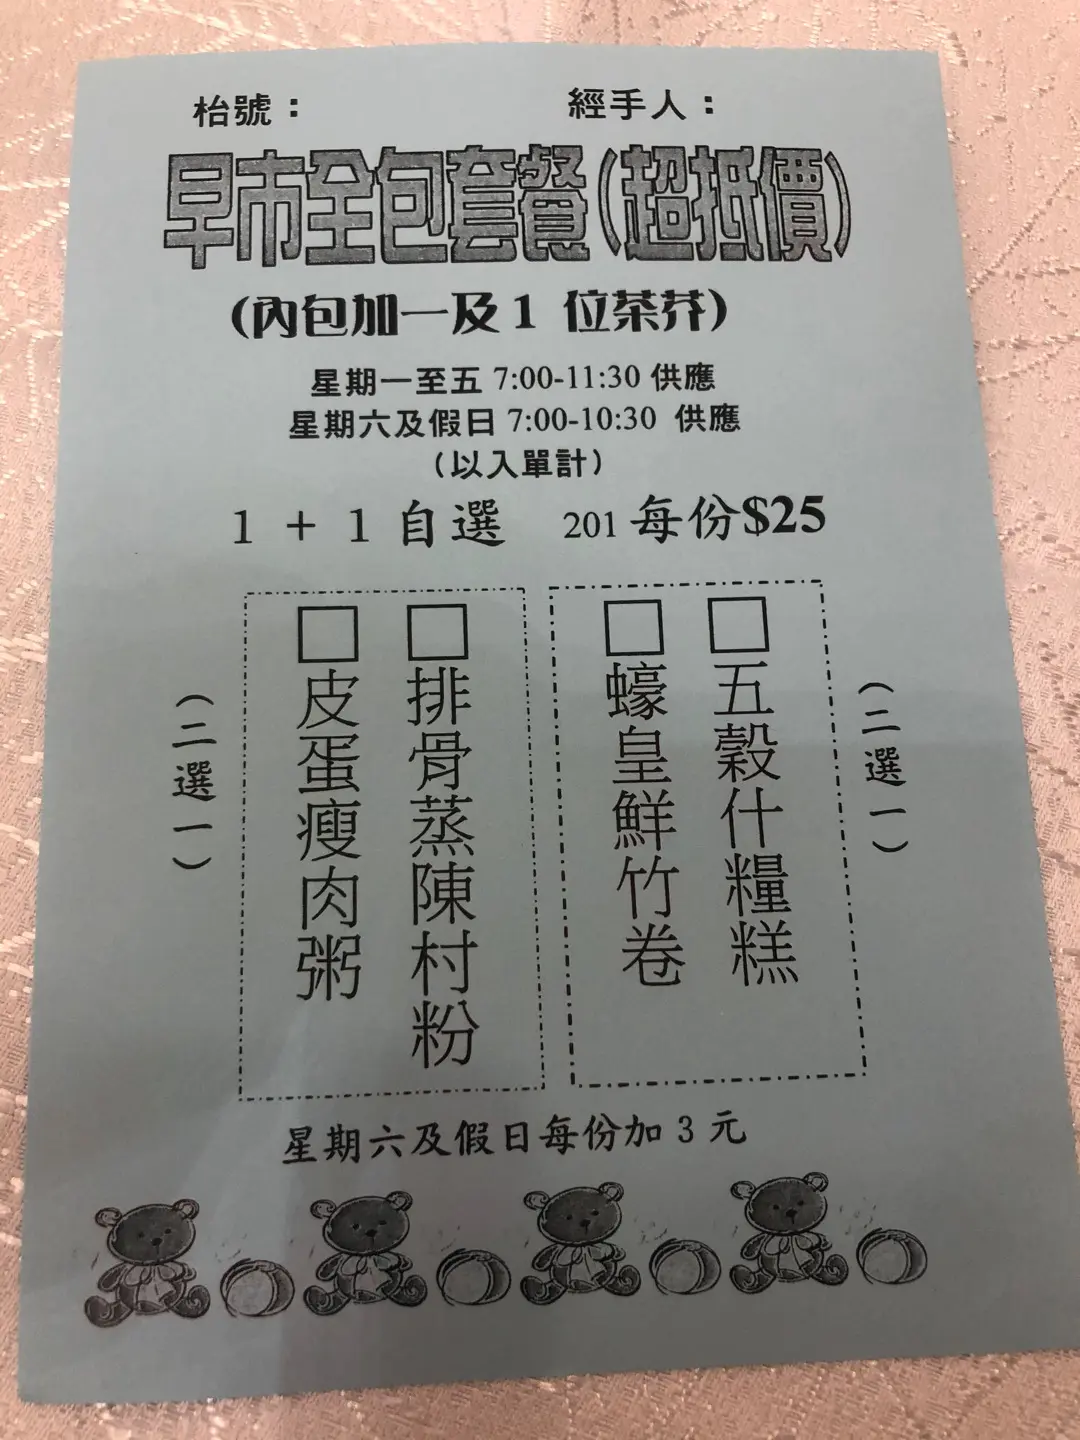 枱號： 經手人：
早市全包套餐(超抵價)
(內包加一及1 位茶芥)
星期一至五 7:00-11:30 供應
星期六及假日 7:00-10:30 供應
(以入單計)
1 + 1 自選 201 每份$25
(二選一)
□五穀什糧糕
□蠔皇鮮竹卷
□排骨蒸陳村粉
□皮蛋瘦肉粥
(二選一)
星期六及假日每份加 3 元